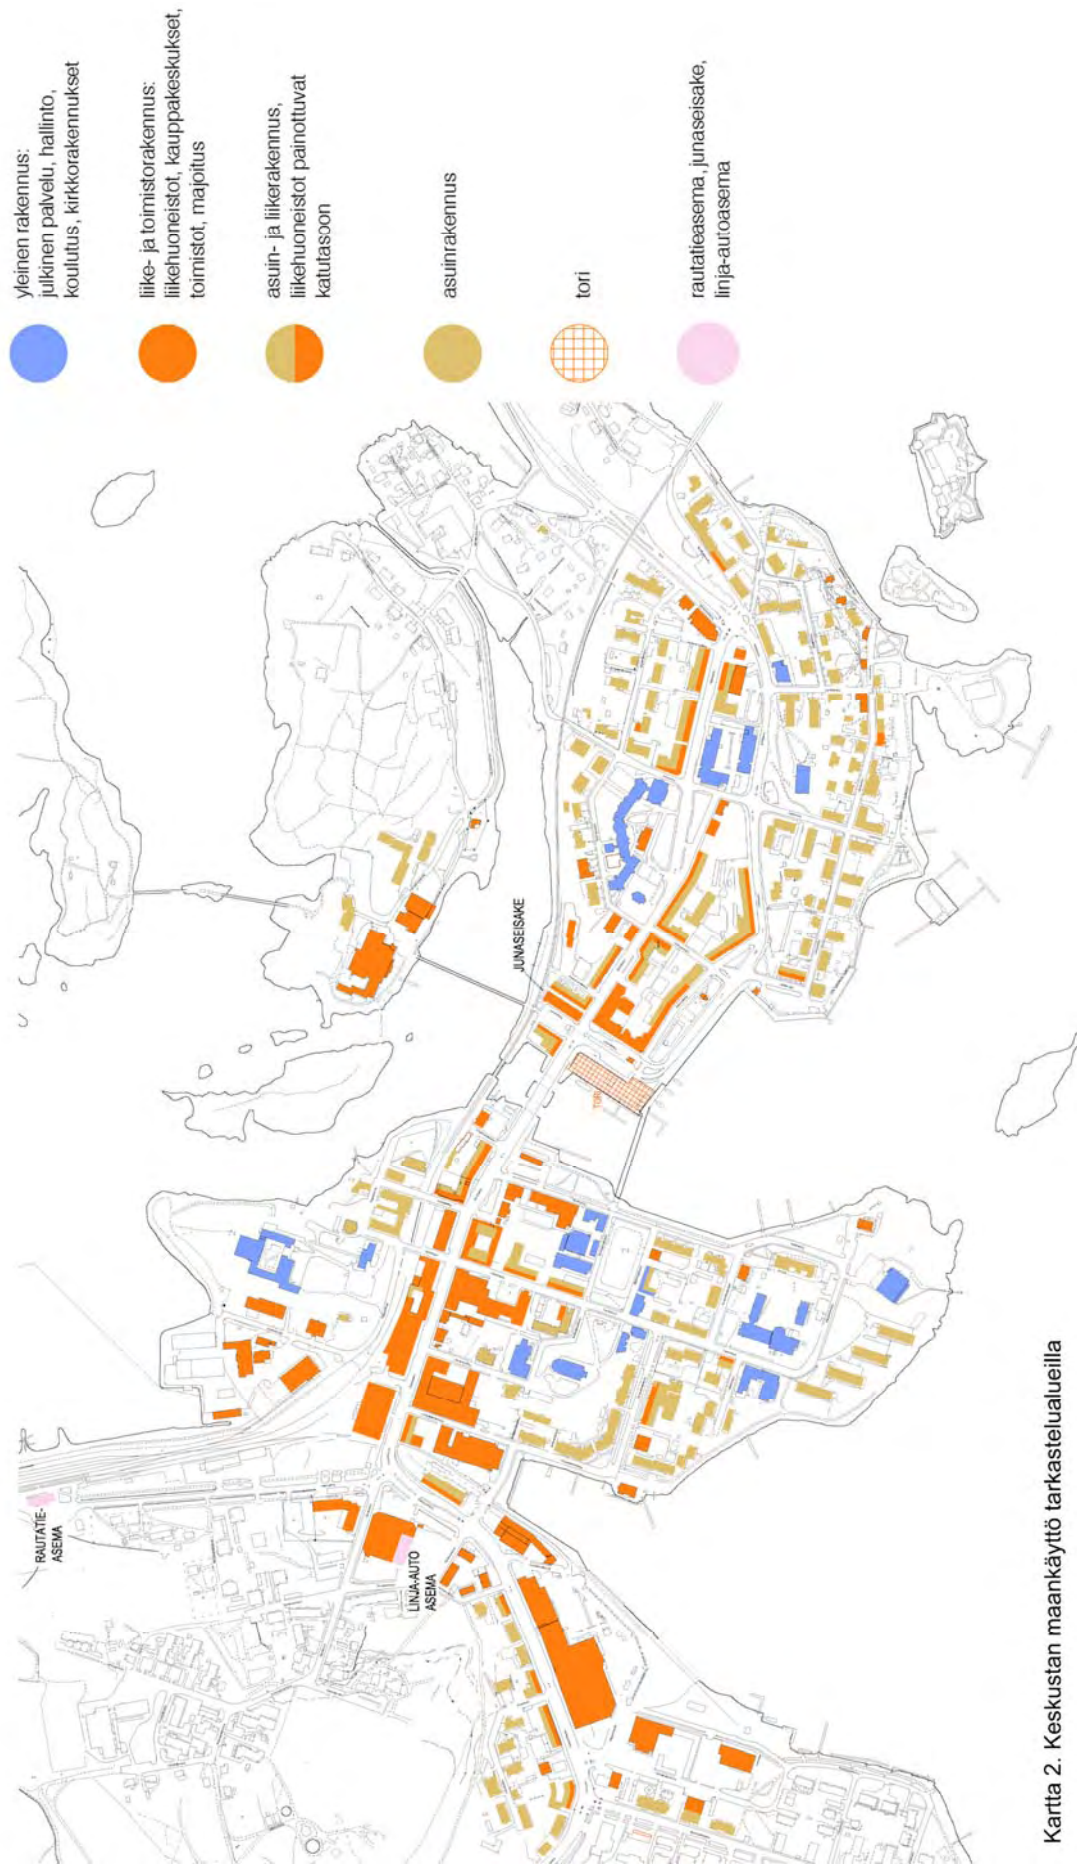 yleinen rakennus:
julkinen palvelu, hallinto,
koulutus, kirkkorakennukset
liike- ja toimistorakennus:
liikehuoneistot, kauppakeskukset,
toimistot, majoitus
asuin- ja liikerakennus,
liikehuoneistot painottuvat
katutasoon
asuinrakennus
tori
rautatieasema, junaseisake,
linja-autoasema
RAUTATIE-
ASEMA
LINJA-AUTO
ASEMA
JUNASEISAKE
TORI
Kartta 2. Keskustan maankäyttö tarkastelualueilla